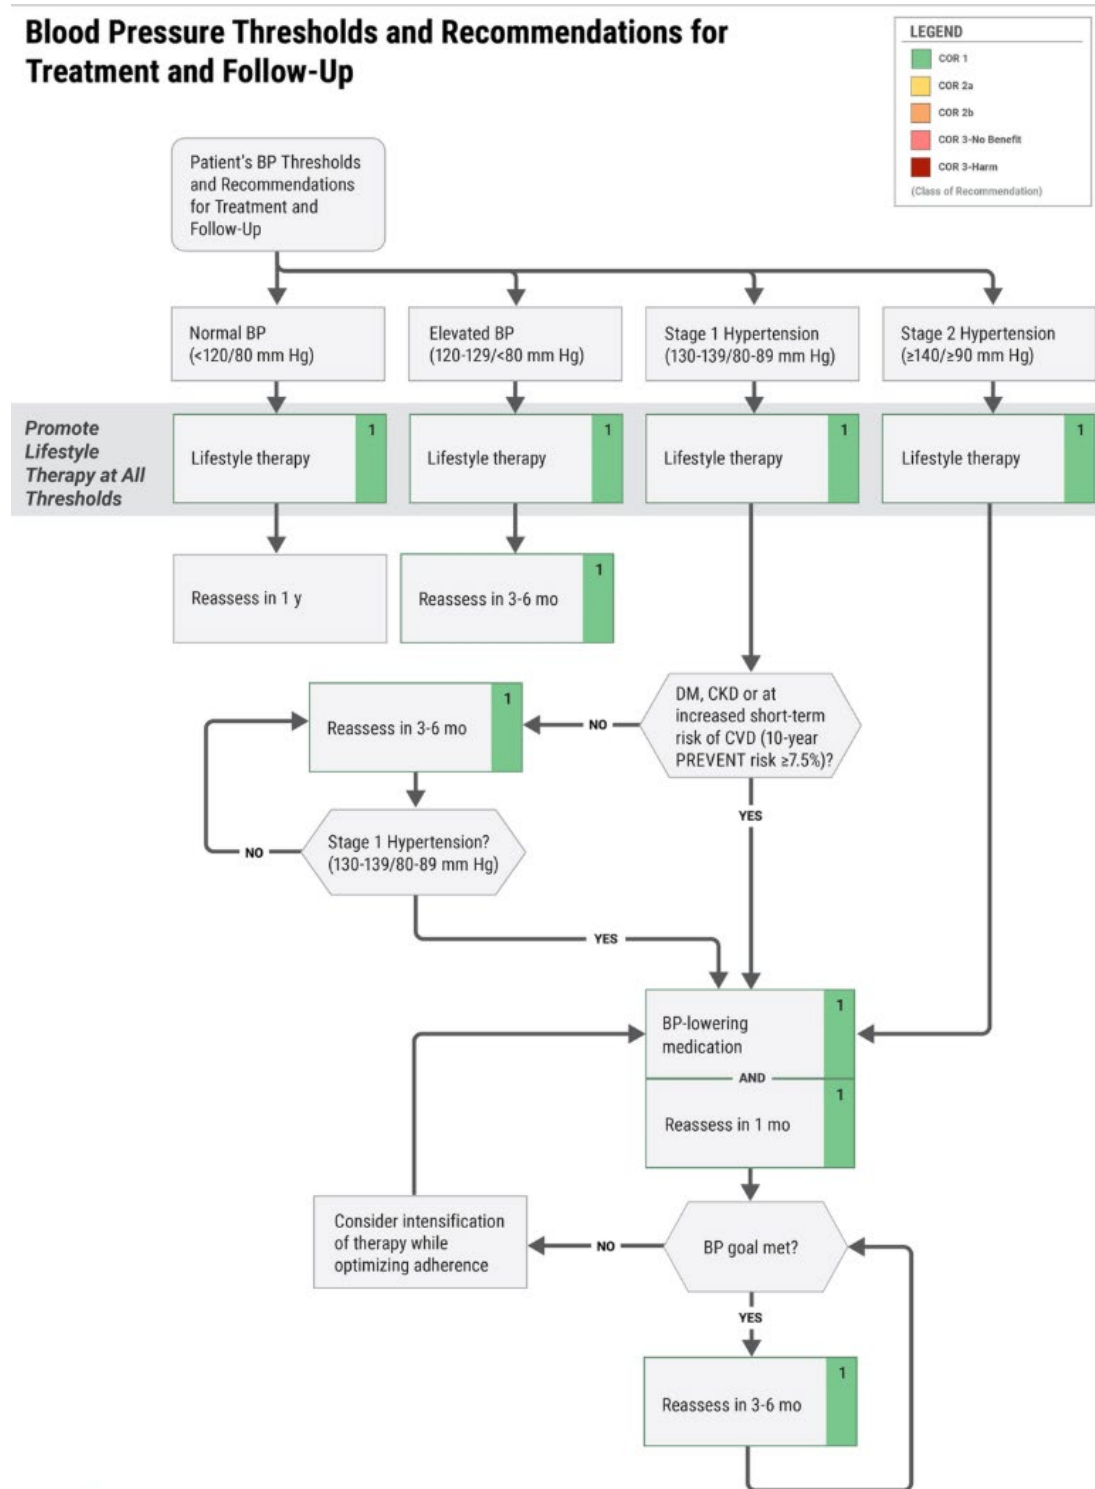 Blood Pressure Thresholds and Recommendations for
Treatment and Follow-Up
LEGEND
COR 1
COR 2a
COR 2b
COR 3-No Benefit
COR 3-Harm
(Class of Recommendation)
Patient's BP Thresholds
and Recommendations
for Treatment and
Follow-Up
Normal BP
(<120/80 mm Hg)
Elevated BP
(120-129/<80 mm Hg)
Stage 1 Hypertension
(130-139/80-89 mm Hg)
Stage 2 Hypertension
(≥140/≥90 mm Hg)
Promote
Lifestyle
Therapy at All
Thresholds
Lifestyle therapy
1
Lifestyle therapy
1
Lifestyle therapy
1
Lifestyle therapy
1
Reassess in 1 y
Reassess in 3-6 mo
1
DM, CKD or at
increased short-term
risk of CVD (10-year
PREVENT risk ≥7.5%)?
NO
Reassess in 3-6 mo
1
YES
Stage 1 Hypertension?
(130-139/80-89 mm Hg)
NO
YES
BP-lowering
medication
1
AND
Reassess in 1 mo
1
Consider intensification
of therapy while
optimizing adherence
NO
BP goal met?
YES
Reassess in 3-6 mo
1